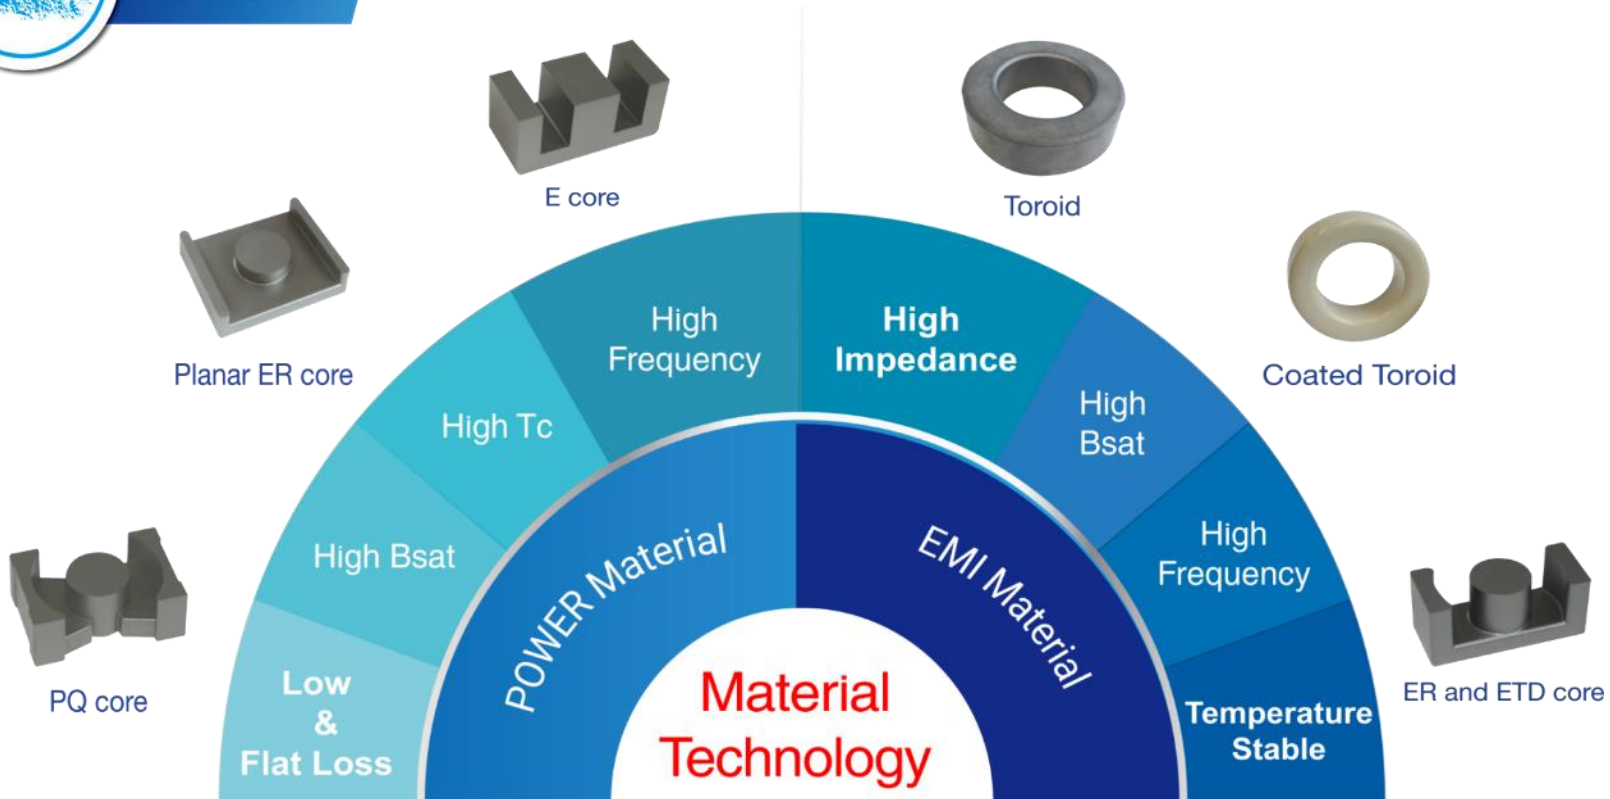 E core
Toroid
Planar ER core
Coated Toroid
High
Frequency
High
Impedance
High Tc
High
Bsat
High Bsat
High
Frequency
POWER Material
EMI Material
PQ core
ER and ETD core
Low
&
Flat Loss
Temperature
Stable
Material
Technology